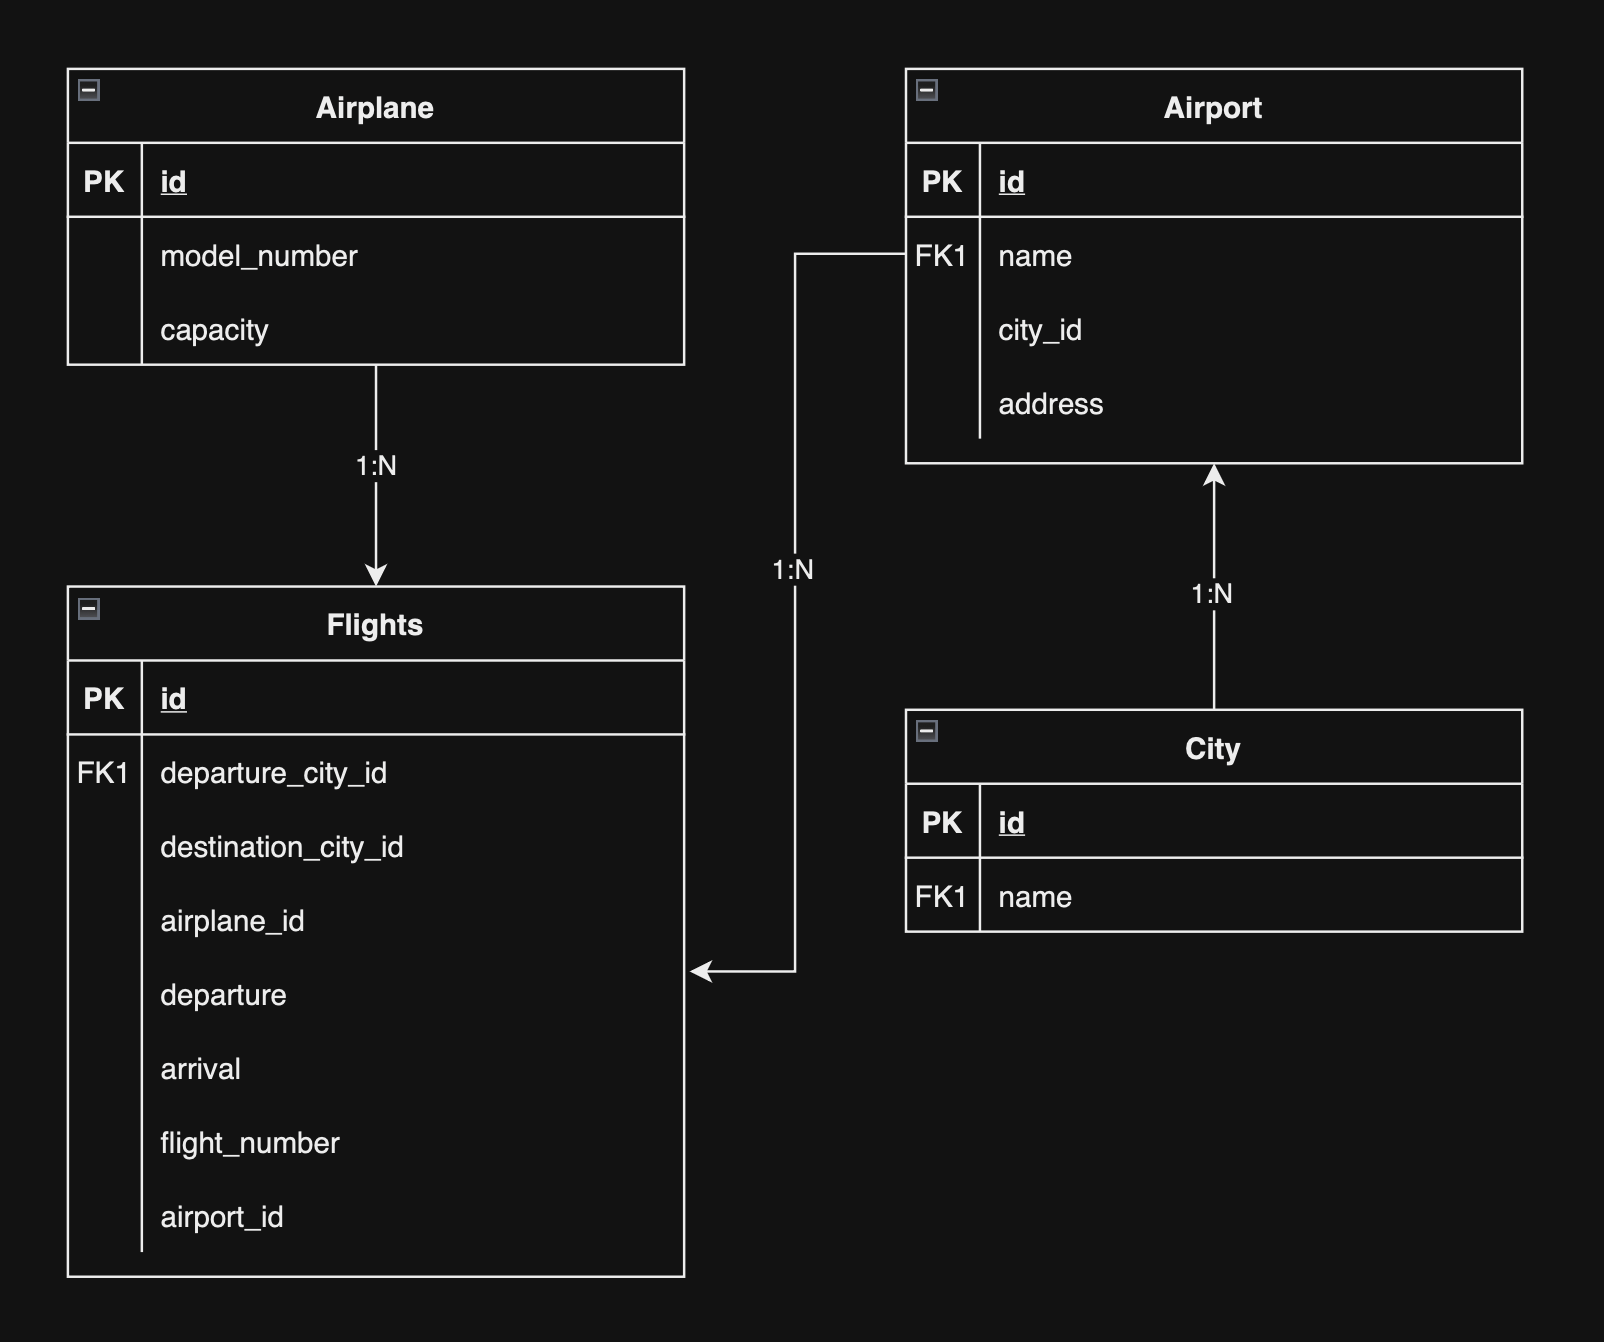 Airplane
PK id
model_number
capacity
1:N
Flights
PK id
FK1 departure_city_id
destination_city_id
airplane_id
departure
arrival
flight_number
airport_id
1:N
Airport
PK id
FK1 name
city_id
address
1:N
City
PK id
FK1 name